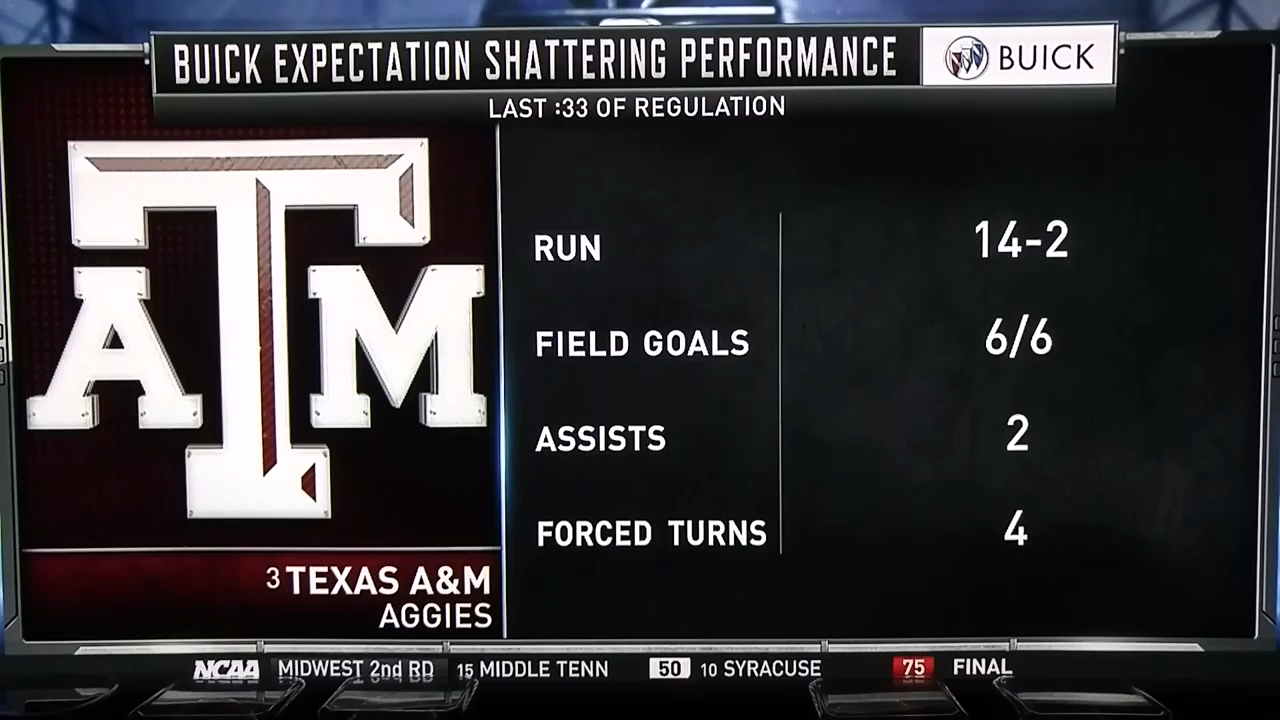 BUICK EXPECTATION SHATTERING PERFORMANCE
BUICK
LAST :33 OF REGULATION
ATM
RUN 14-2
FIELD GOALS 6/6
ASSISTS 2
FORCED TURNS 4
3 TEXAS A&M
AGGIES
NCAA MIDWEST 2nd RD 15 MIDDLE TENN 50 10 SYRACUSE 75 FINAL